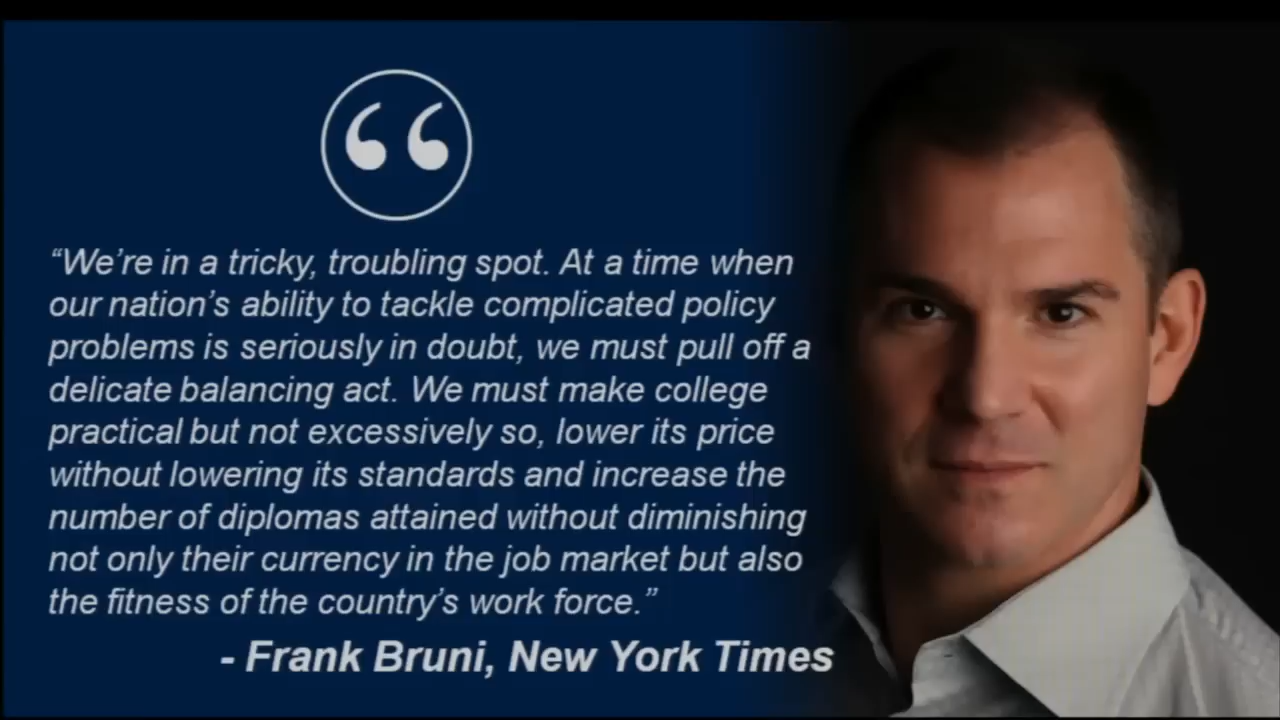 “We’re in a tricky, troubling spot. At a time when
our nation’s ability to tackle complicated policy
problems is seriously in doubt, we must pull off a
delicate balancing act. We must make college
practical but not excessively so, lower its price
without lowering its standards and increase the
number of diplomas attained without diminishing
not only their currency in the job market but also
the fitness of the country’s work force.”
- Frank Bruni, New York Times